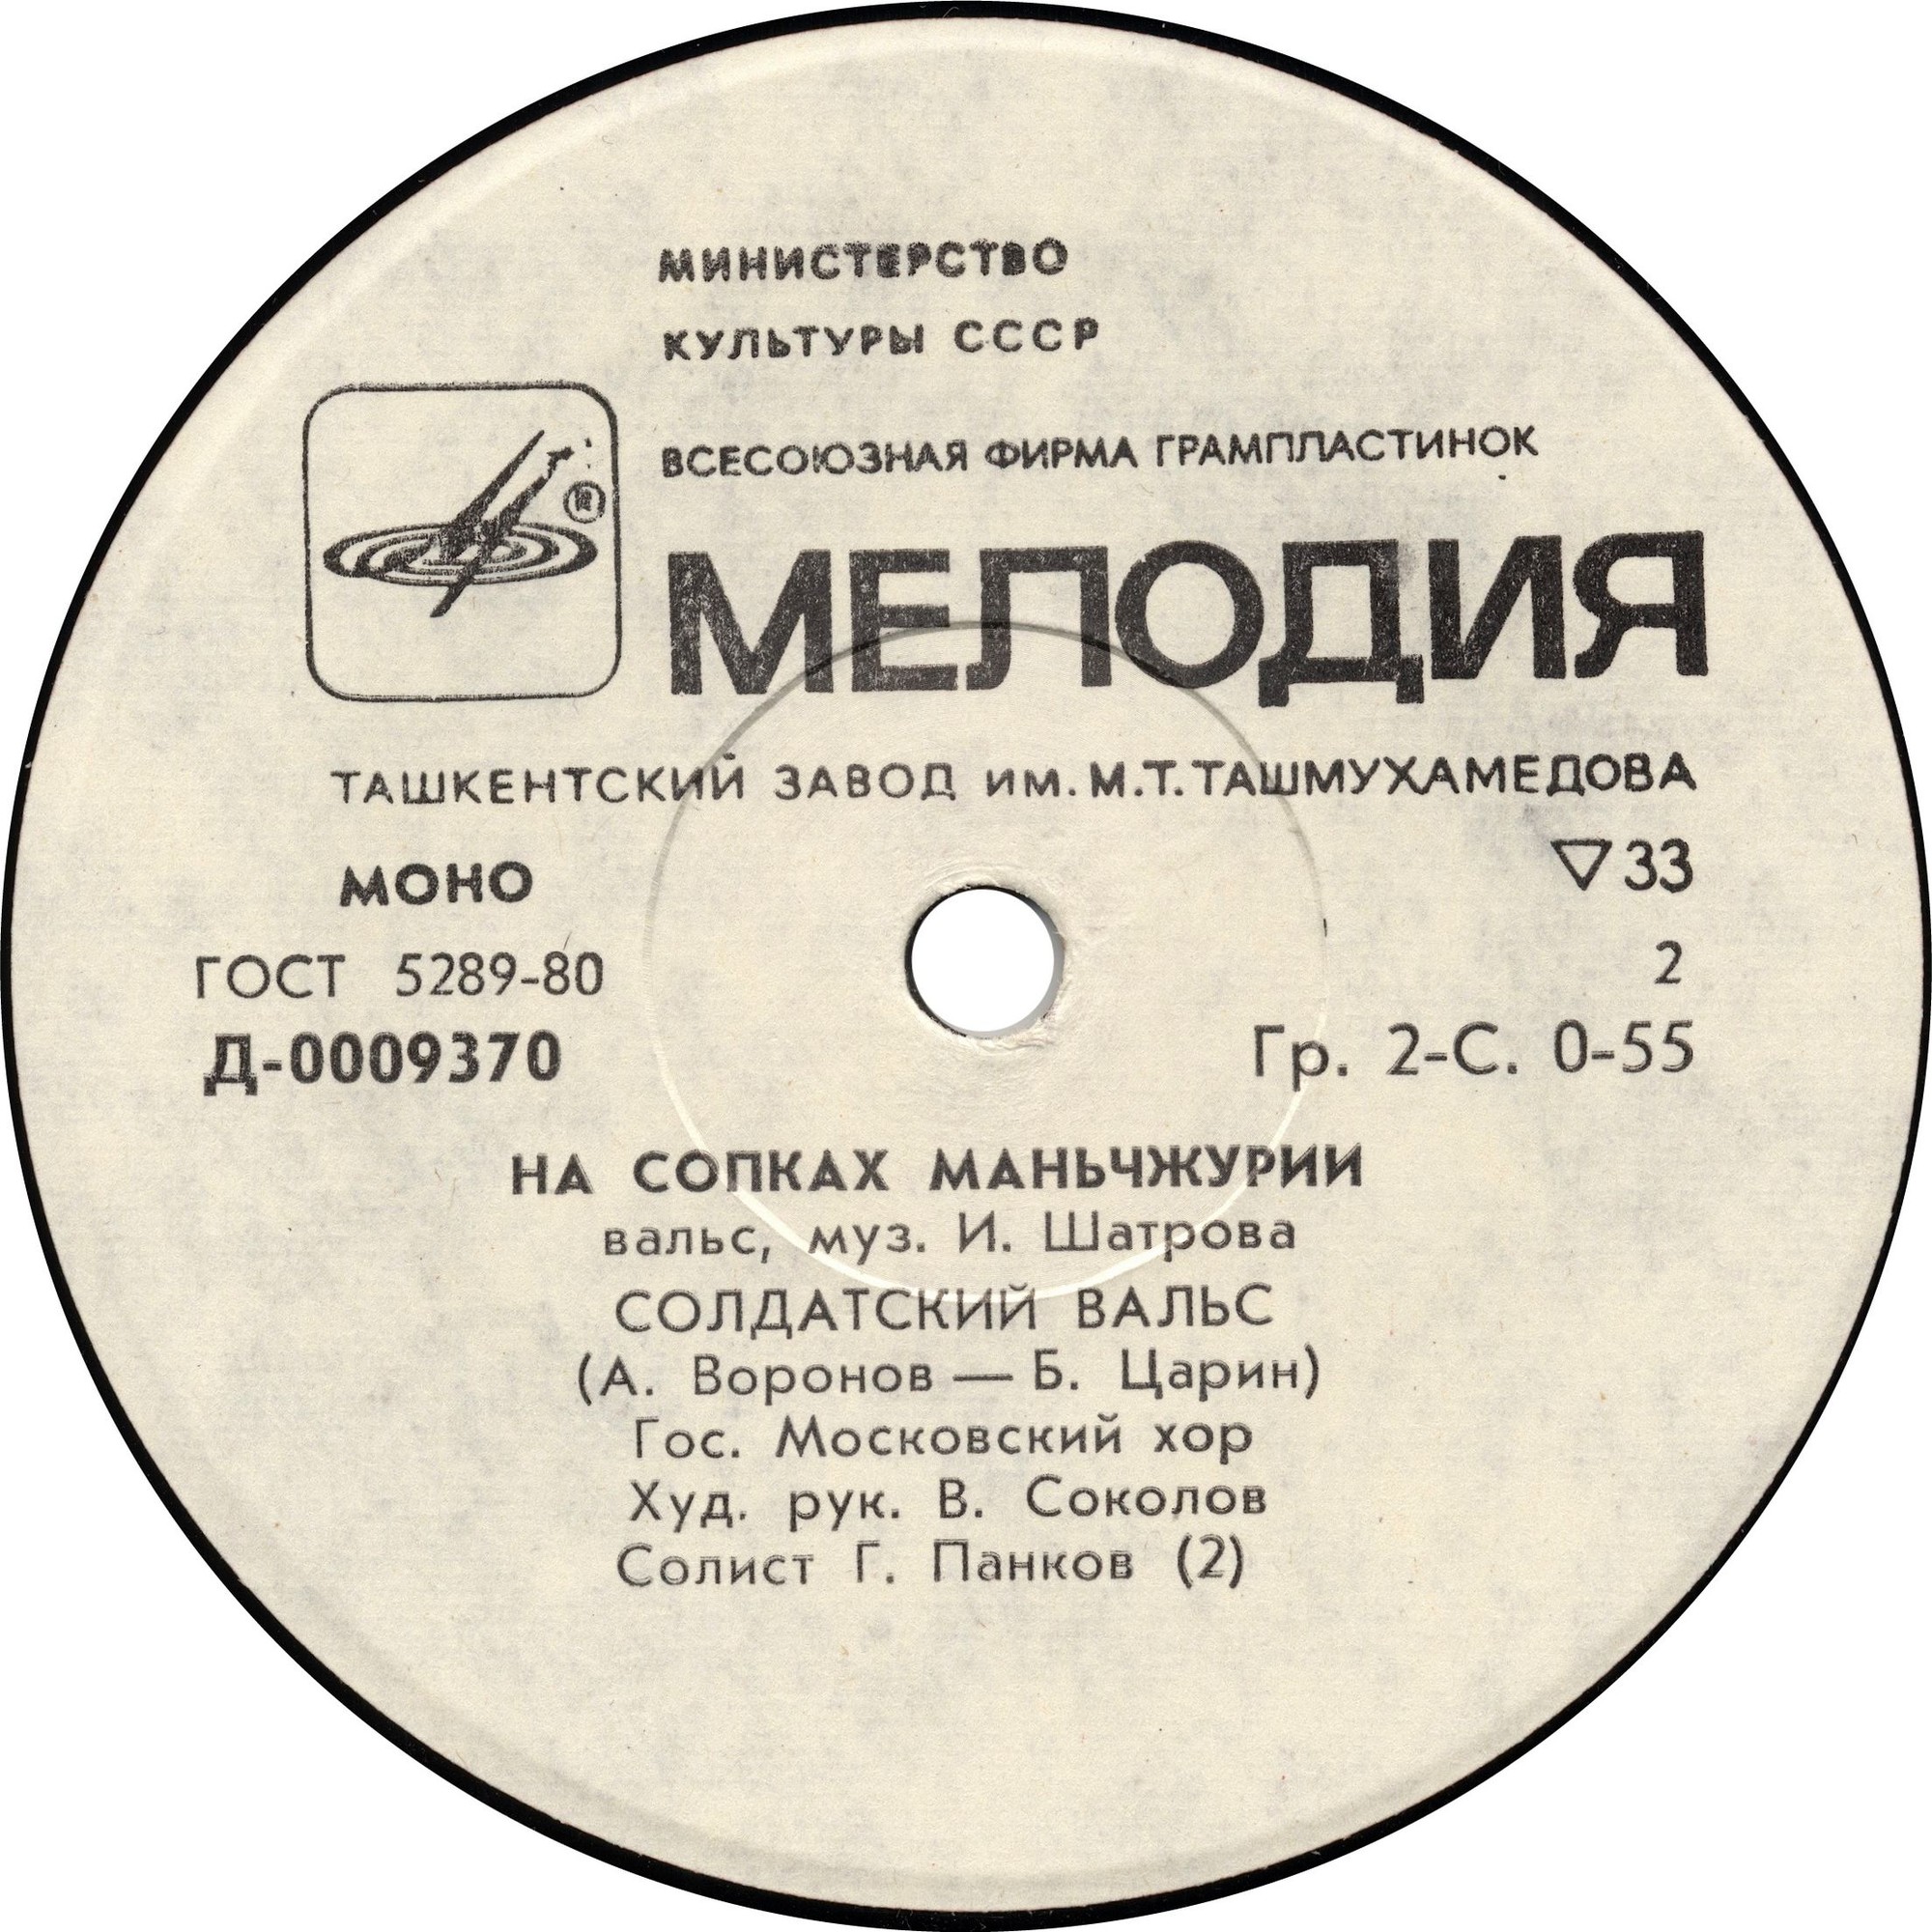 МИНИСТЕРСТВО
КУЛЬТУРЫ СССР
ВСЕСОЮЗНАЯ ФИРМА ГРАМПЛАСТИНОК
®
МЕЛОДИЯ
ТАШКЕНТСКИЙ ЗАВОД им. М.Т. ТАШМУХАМЕДОВА
МОНО ▽33
ГОСТ 5289-80 2
Д-0009370 Гр. 2-С. 0-55
НА СОПКАХ МАНЬЧЖУРИИ
вальс, муз. И. Шатрова
СОЛДАТСКИЙ ВАЛЬС
(А. Воронов — Б. Царин)
Гос. Московский хор
Худ. рук. В. Соколов
Солист Г. Панков (2)